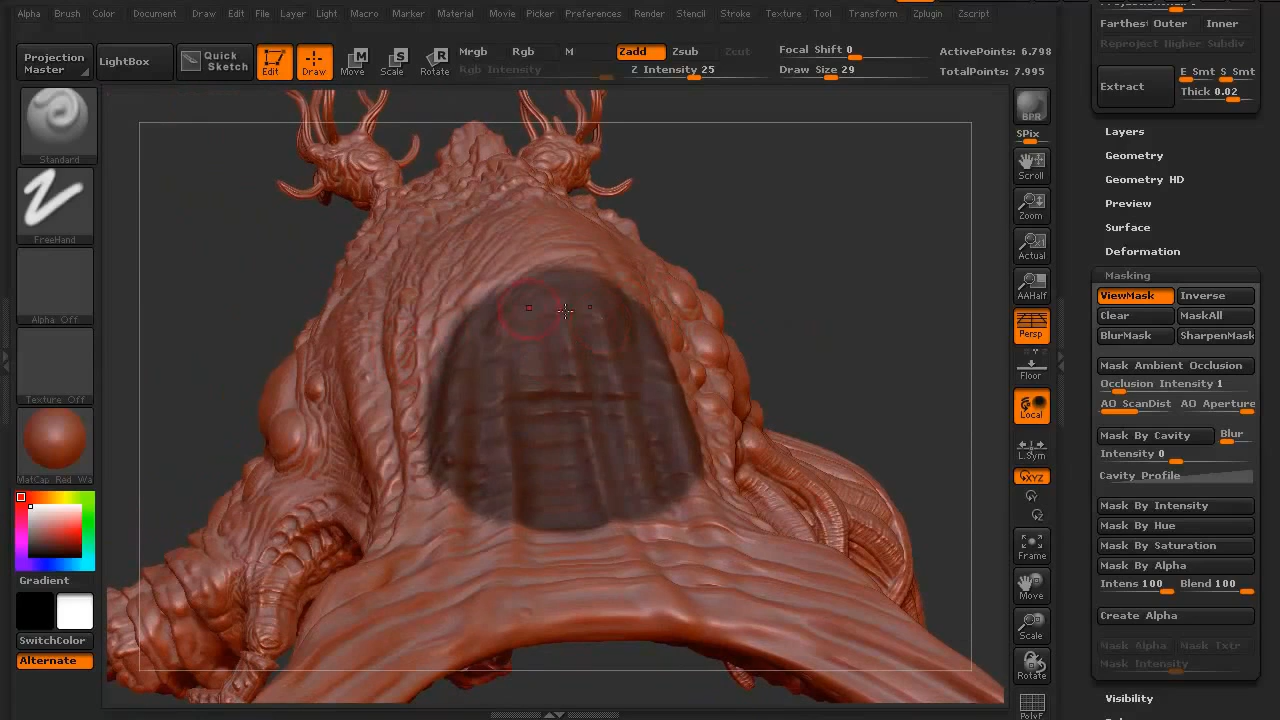 Alpha Brush Color Document Draw Edit File Layer Light Macro Marker Material Movie Picker Preferences Render Stencil Stroke Texture Tool Transform Zplugin Zscript
Projection Master
LightBox
Quick Sketch
Edit
Draw
Move
Scale
Rotate
Mrgb Rgb M
Rgb Intensity
Zadd Zsub Zcut
Z Intensity 25
Focal Shift 0
Draw Size 29
ActivePoints: 6.798
TotalPoints: 7.995
Standard
FreeHand
Alpha Off
Texture Off
MatCap Red Wa
Gradient
SwitchColor
Alternate
BPR
SPix
Scroll
Zoom
Actual
AAHalf
Persp
Floor
Local
L.Sym
XYZ
Frame
Move
Scale
Rotate
PolyF
Farthest Outer Inner
Reproject Higher Subdiv
Extract
E Smt S Smt
Thick 0.02
Layers
Geometry
Geometry HD
Preview
Surface
Deformation
Masking
ViewMask Inverse
Clear MaskAll
BlurMask SharpenMask
Mask Ambient Occlusion
Occlusion Intensity 1
AO ScanDist AO Aperture
Mask By Cavity Blur
Intensity 0
Cavity Profile
Mask By Intensity
Mask By Hue
Mask By Saturation
Mask By Alpha
Intens 100 Blend 100
Create Alpha
Mask Alpha Mask Txtr
Mask Intensity
Visibility